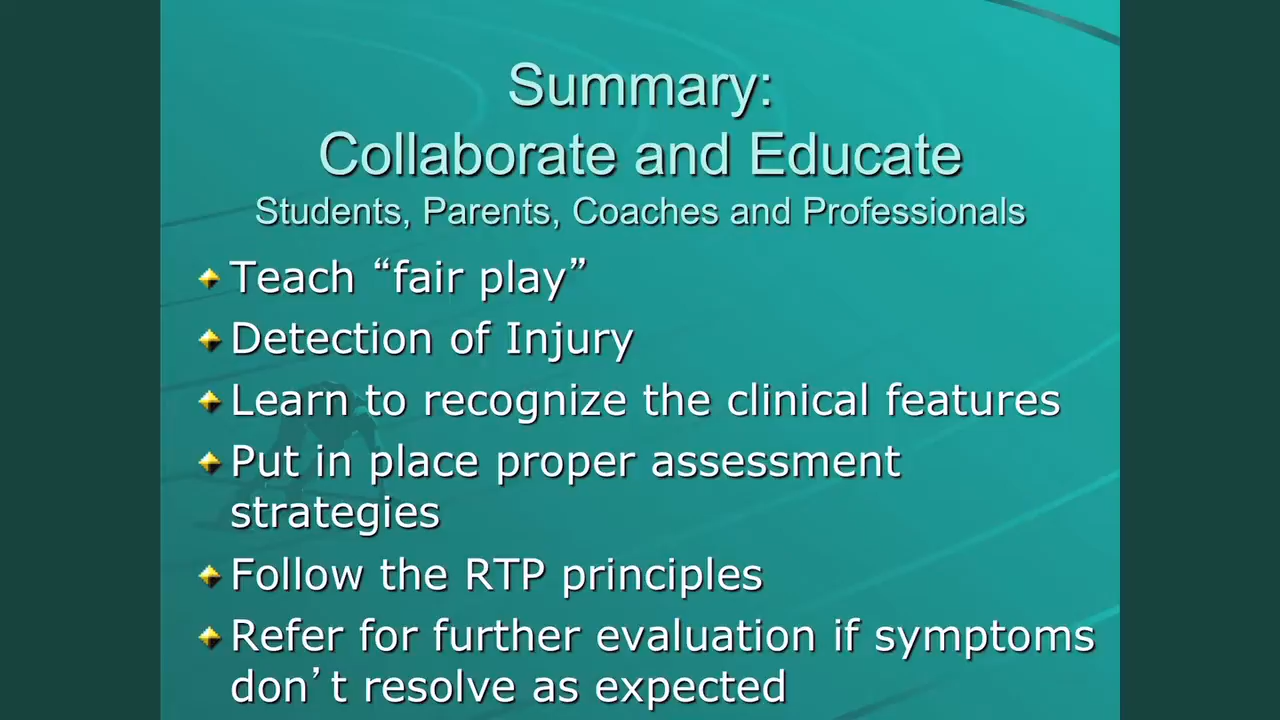 Summary:
Collaborate and Educate
Students, Parents, Coaches and Professionals
Teach “fair play”
Detection of Injury
Learn to recognize the clinical features
Put in place proper assessment
strategies
Follow the RTP principles
Refer for further evaluation if symptoms
don’t resolve as expected